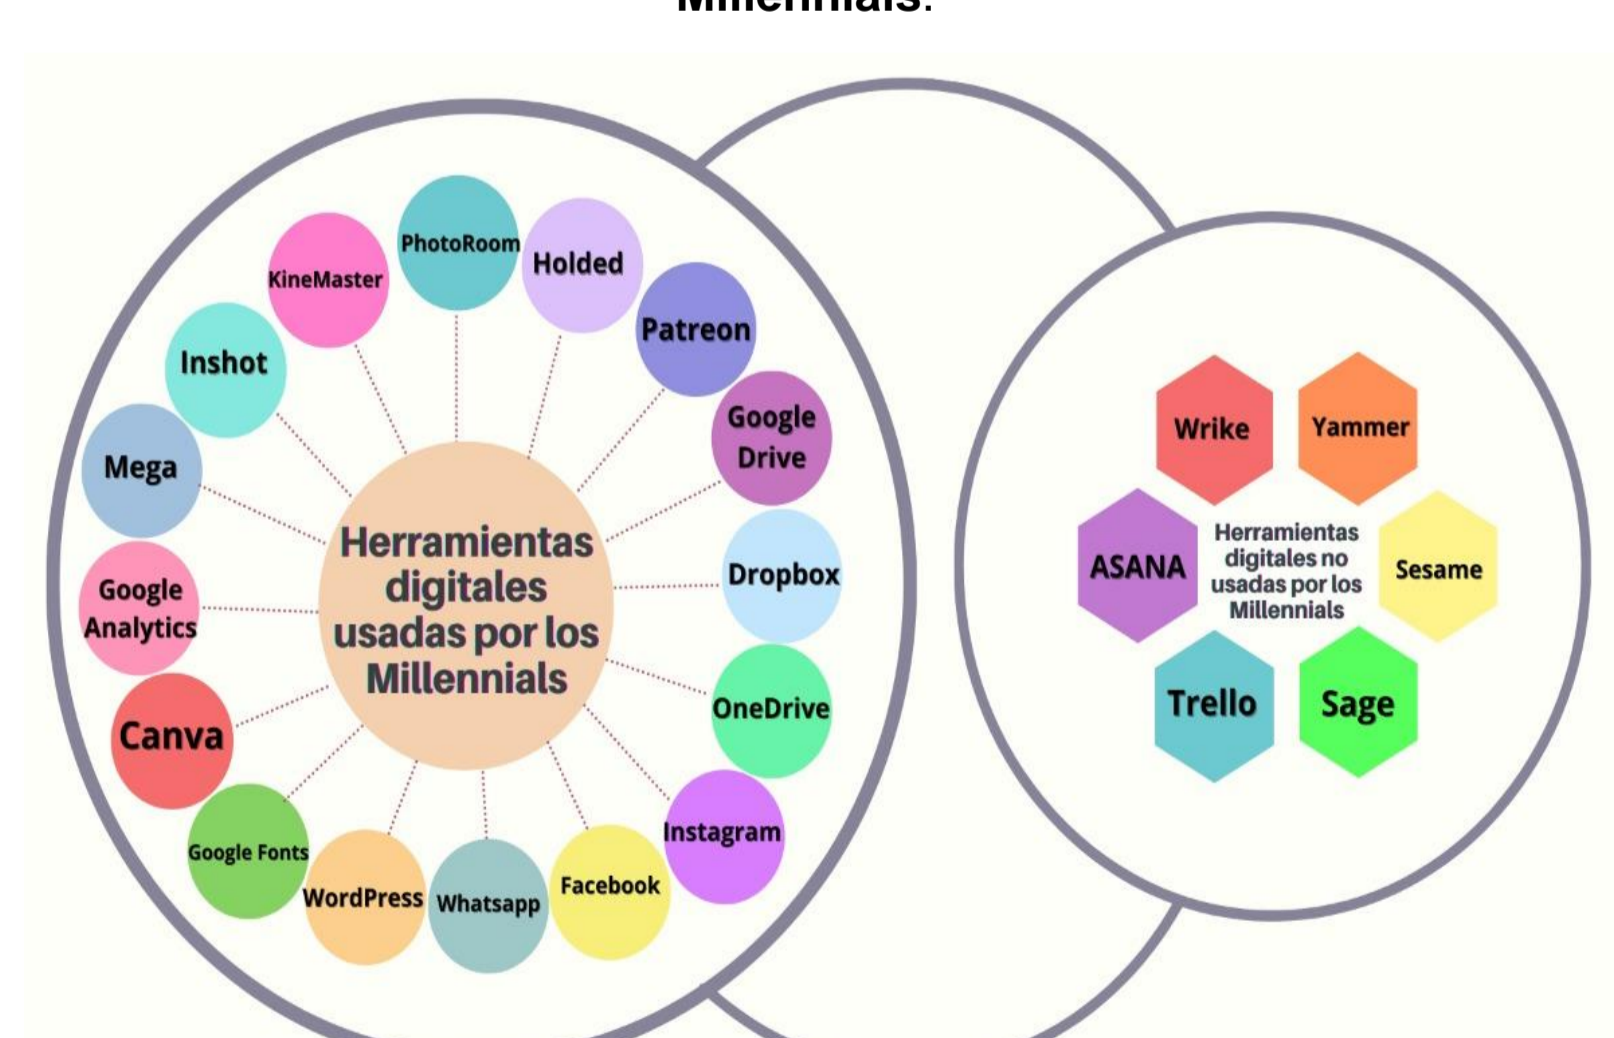 Millennials.
PhotoRoom
Holded
Patreon
Google
Drive
Dropbox
OneDrive
Instagram
Facebook
Whatsapp
WordPress
Google Fonts
Canva
Google
Analytics
Mega
Inshot
KineMaster
Herramientas
digitales
usadas por los
Millennials
Wrike
Yammer
Sesame
Sage
Trello
ASANA
Herramientas
digitales no
usadas por los
Millennials